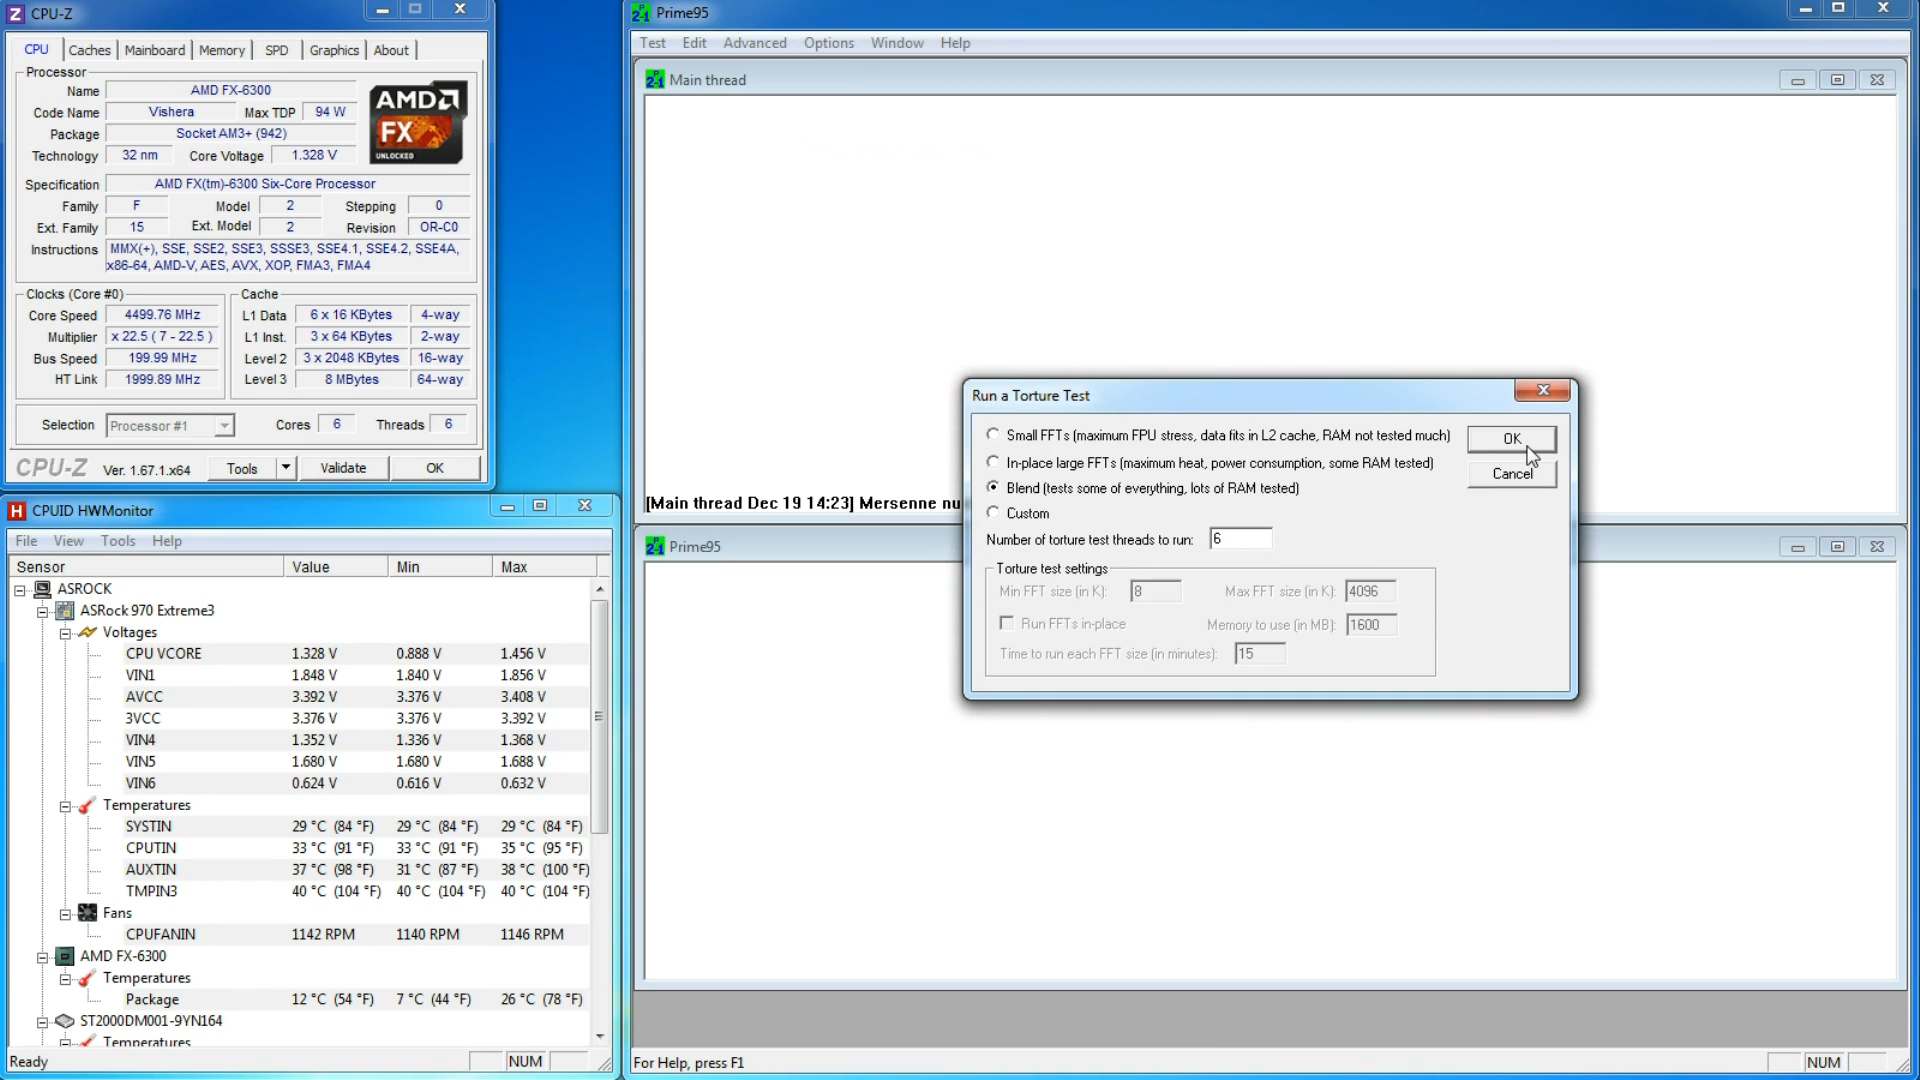 CPU-Z
CPU Caches Mainboard Memory SPD Graphics About
Processor
Name AMD FX-6300
Code Name Vishera Max TDP 94 W
Package Socket AM3+ (942)
Technology 32 nm Core Voltage 1.328 V
AMD FX UNLOCKED
Specification AMD FX(tm)-6300 Six-Core Processor
Family F Model 2 Stepping 0
Ext. Family 15 Ext. Model 2 Revision OR-C0
Instructions MMX(+), SSE, SSE2, SSE3, SSSE3, SSE4.1, SSE4.2, SSE4A,
x86-64, AMD-V, AES, AVX, XOP, FMA3, FMA4
Clocks (Core #0)
Core Speed 4499.76 MHz
Multiplier x 22.5 ( 7 - 22.5 )
Bus Speed 199.99 MHz
HT Link 1999.89 MHz
Cache
L1 Data 6 x 16 KBytes 4-way
L1 Inst. 3 x 64 KBytes 2-way
Level 2 3 x 2048 KBytes 16-way
Level 3 8 MBytes 64-way
Selection Processor #1 Cores 6 Threads 6
CPU-Z Ver. 1.67.1.x64 Tools Validate OK
CPUID HWMonitor
File View Tools Help
Sensor Value Min Max
ASROCK
ASRock 970 Extreme3
Voltages
CPU VCORE 1.328 V 0.888 V 1.456 V
VIN1 1.848 V 1.840 V 1.856 V
AVCC 3.392 V 3.376 V 3.408 V
3VCC 3.376 V 3.376 V 3.392 V
VIN4 1.352 V 1.336 V 1.368 V
VIN5 1.680 V 1.680 V 1.688 V
VIN6 0.624 V 0.616 V 0.632 V
Temperatures
SYSTIN 29 °C (84 °F) 29 °C (84 °F) 29 °C (84 °F)
CPUTIN 33 °C (91 °F) 33 °C (91 °F) 35 °C (95 °F)
AUXTIN 37 °C (98 °F) 31 °C (87 °F) 38 °C (100 °F)
TMPIN3 40 °C (104 °F) 40 °C (104 °F) 40 °C (104 °F)
Fans
CPUFANIN 1142 RPM 1140 RPM 1146 RPM
AMD FX-6300
Temperatures
Package 12 °C (54 °F) 7 °C (44 °F) 26 °C (78 °F)
ST2000DM001-9YN164
Temperatures
Ready NUM
Prime95
Test Edit Advanced Options Window Help
Main thread
[Main thread Dec 19 14:23] Mersenne nu
Prime95
Run a Torture Test
Small FFTs (maximum FPU stress, data fits in L2 cache, RAM not tested much)
In-place large FFTs (maximum heat, power consumption, some RAM tested)
Blend (tests some of everything, lots of RAM tested)
Custom
OK
Cancel
Number of torture test threads to run: 6
Torture test settings
Min FFT size (in K): 8 Max FFT size (in K): 4096
Run FFTs in-place Memory to use (in MB): 1600
Time to run each FFT size (in minutes): 15
For Help, press F1 NUM